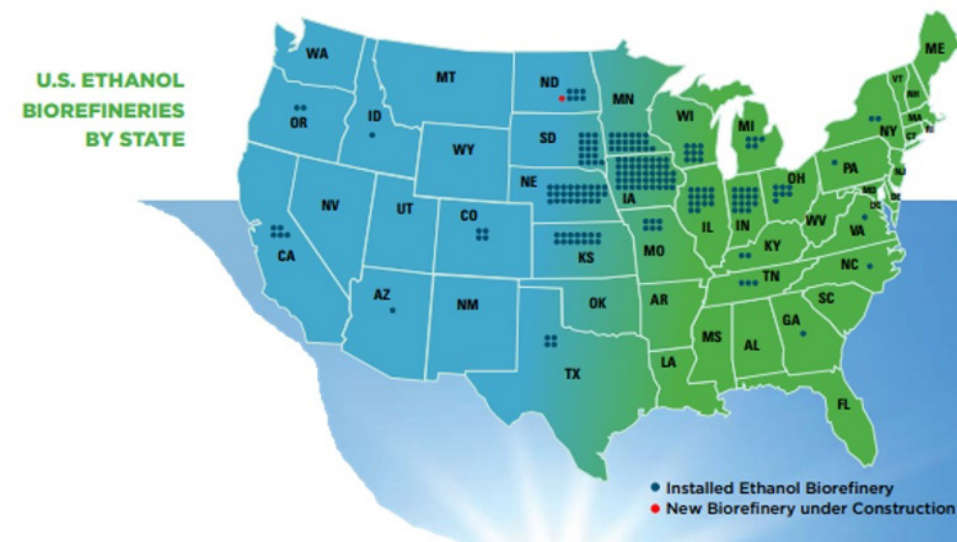 U.S. ETHANOL
BIOREFINERIES
BY STATE
WA
MT
ND
MN
ME
VT
NH
OR
ID
SD
WI
MI
NY
MA
CT
RI
WY
NE
IA
PA
NJ
NV
UT
CO
IL
IN
OH
MD
DE
WV
VA
CA
KS
MO
KY
NC
AZ
NM
OK
AR
TN
SC
TX
LA
MS
AL
GA
FL
Installed Ethanol Biorefinery
New Biorefinery under Construction